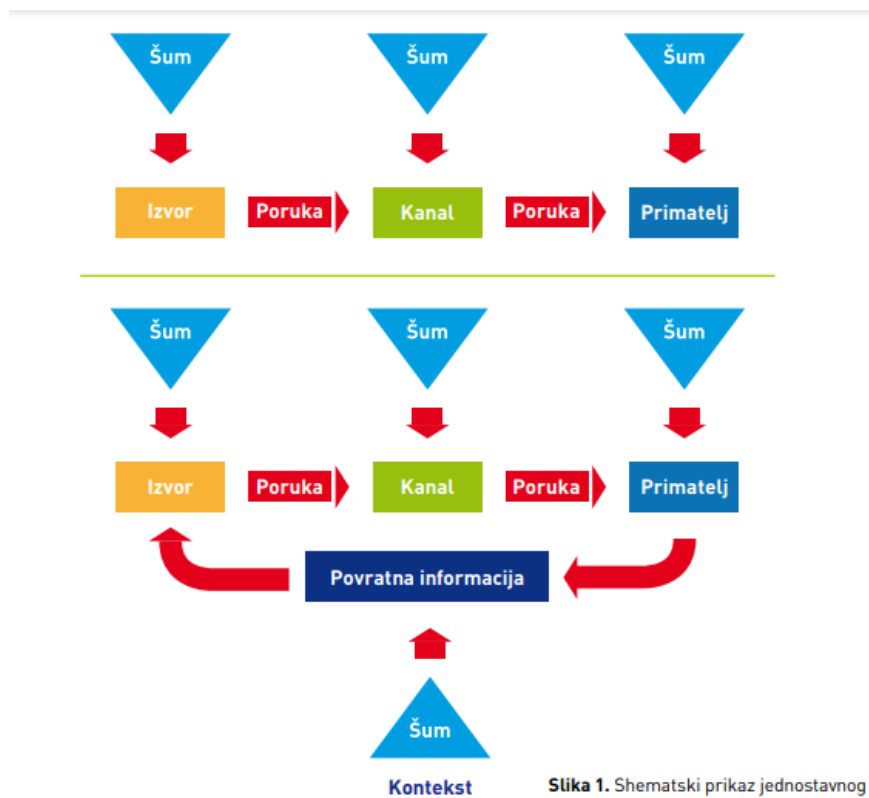 Šum Šum Šum
Izvor Poruka Kanal Poruka Primatelj
Šum Šum Šum
Izvor Poruka Kanal Poruka Primatelj
Povratna informacija
Šum
Kontekst
Slika 1. Shematski prikaz jednostavnog